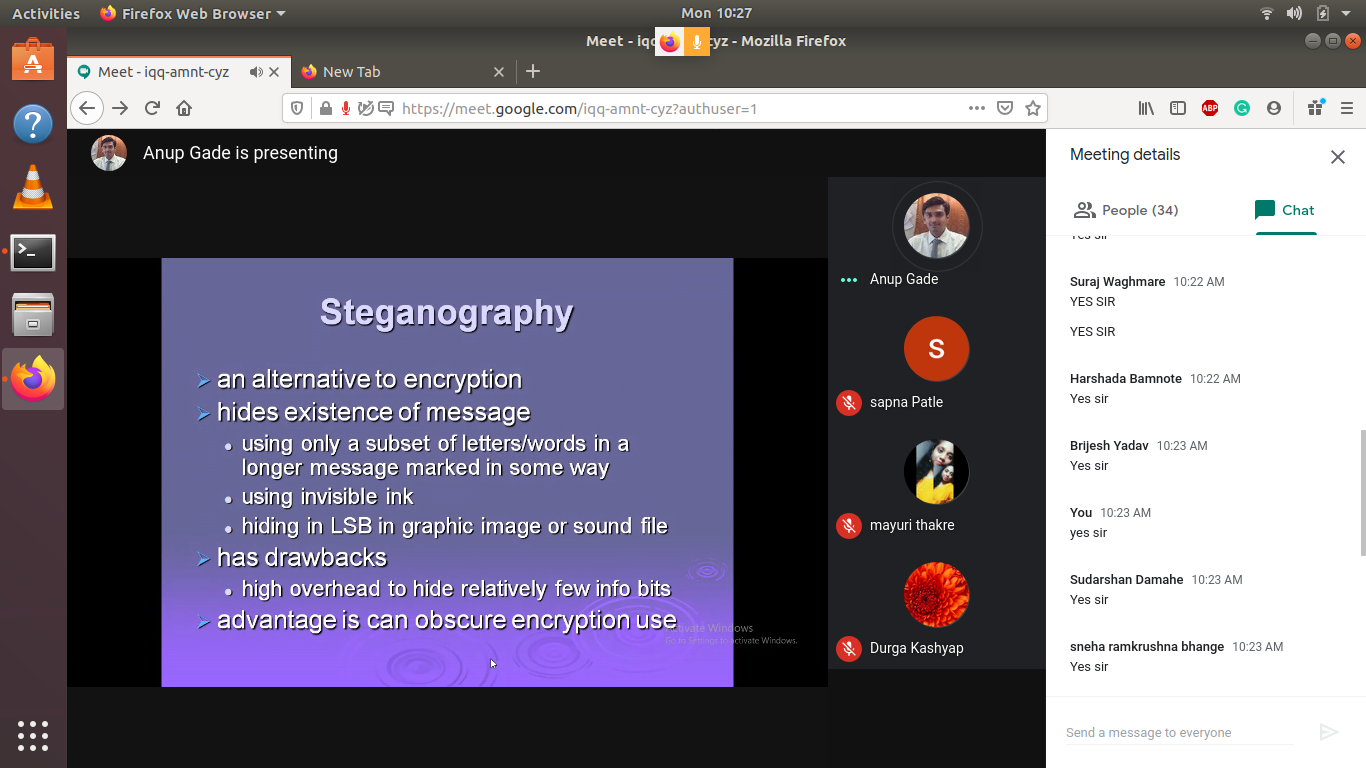 Activities
Firefox Web Browser
Mon 10:27
Meet - iqq cyz - Mozilla Firefox
Meet - iqq-amnt-cyz
New Tab
https://meet.google.com/iqq-amnt-cyz?authuser=1
ABP
Anup Gade is presenting
Steganography
an alternative to encryption
hides existence of message
using only a subset of letters/words in a
longer message marked in some way
using invisible ink
hiding in LSB in graphic image or sound file
has drawbacks
high overhead to hide relatively few info bits
advantage is can obscure encryption use
Activate Windows
Go to Settings to activate Windows.
Anup Gade
S
sapna Patle
mayuri thakre
Durga Kashyap
Meeting details
People (34)
Chat
Yes sir
Suraj Waghmare 10:22 AM
YES SIR
YES SIR
Harshada Bamnote 10:22 AM
Yes sir
Brijesh Yadav 10:23 AM
Yes sir
You 10:23 AM
yes sir
Sudarshan Damahe 10:23 AM
Yes sir
sneha ramkrushna bhange 10:23 AM
Yes sir
Send a message to everyone